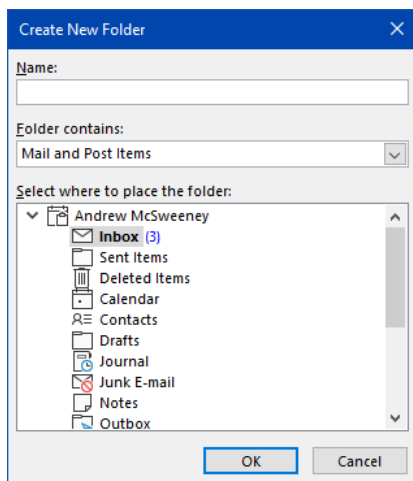 Create New Folder
Name:
Folder contains:
Mail and Post Items
Select where to place the folder:
Andrew McSweeney
Inbox (3)
Sent Items
Deleted Items
Calendar
Contacts
Drafts
Journal
Junk E-mail
Notes
Outbox
OK Cancel